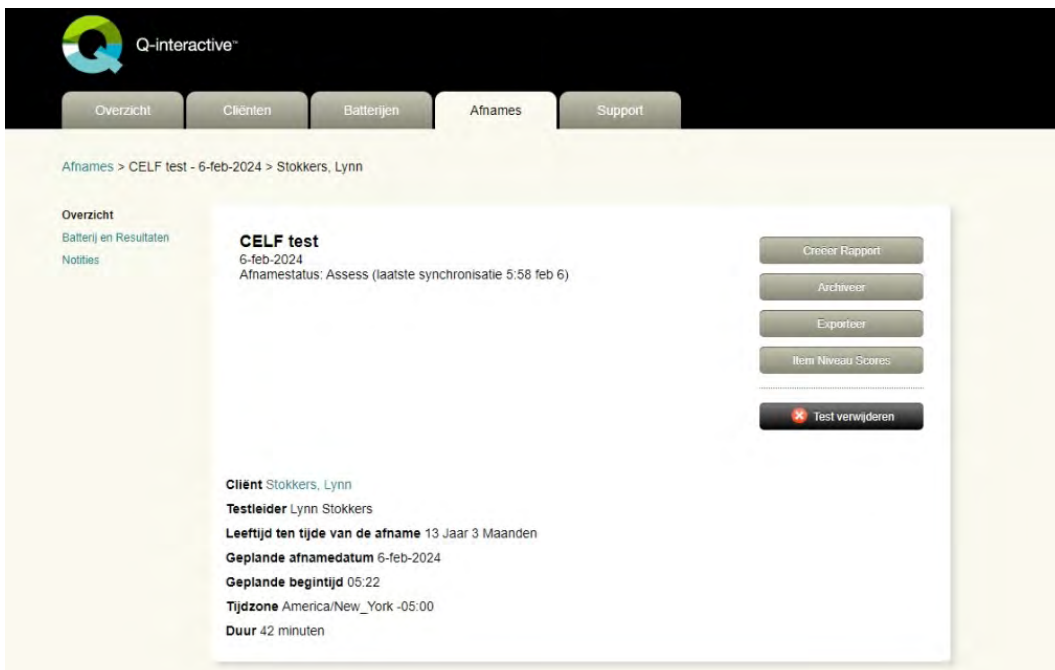 Q-interactive™
Overzicht
Cliënten
Batterijen
Afnames
Support
Afnames > CELF test - 6-feb-2024 > Stokkers, Lynn
Overzicht
Batterij en Resultaten
Notities
CELF test
6-feb-2024
Afnamestatus: Assess (laatste synchronisatie 5:58 feb 6)
Creëer Rapport
Archiveer
Exporteer
Item Niveau Scores
Test verwijderen
Cliënt Stokkers, Lynn
Testleider Lynn Stokkers
Leeftijd ten tijde van de afname 13 Jaar 3 Maanden
Geplande afnamedatum 6-feb-2024
Geplande begintijd 05:22
Tijdzone America/New_York -05:00
Duur 42 minuten